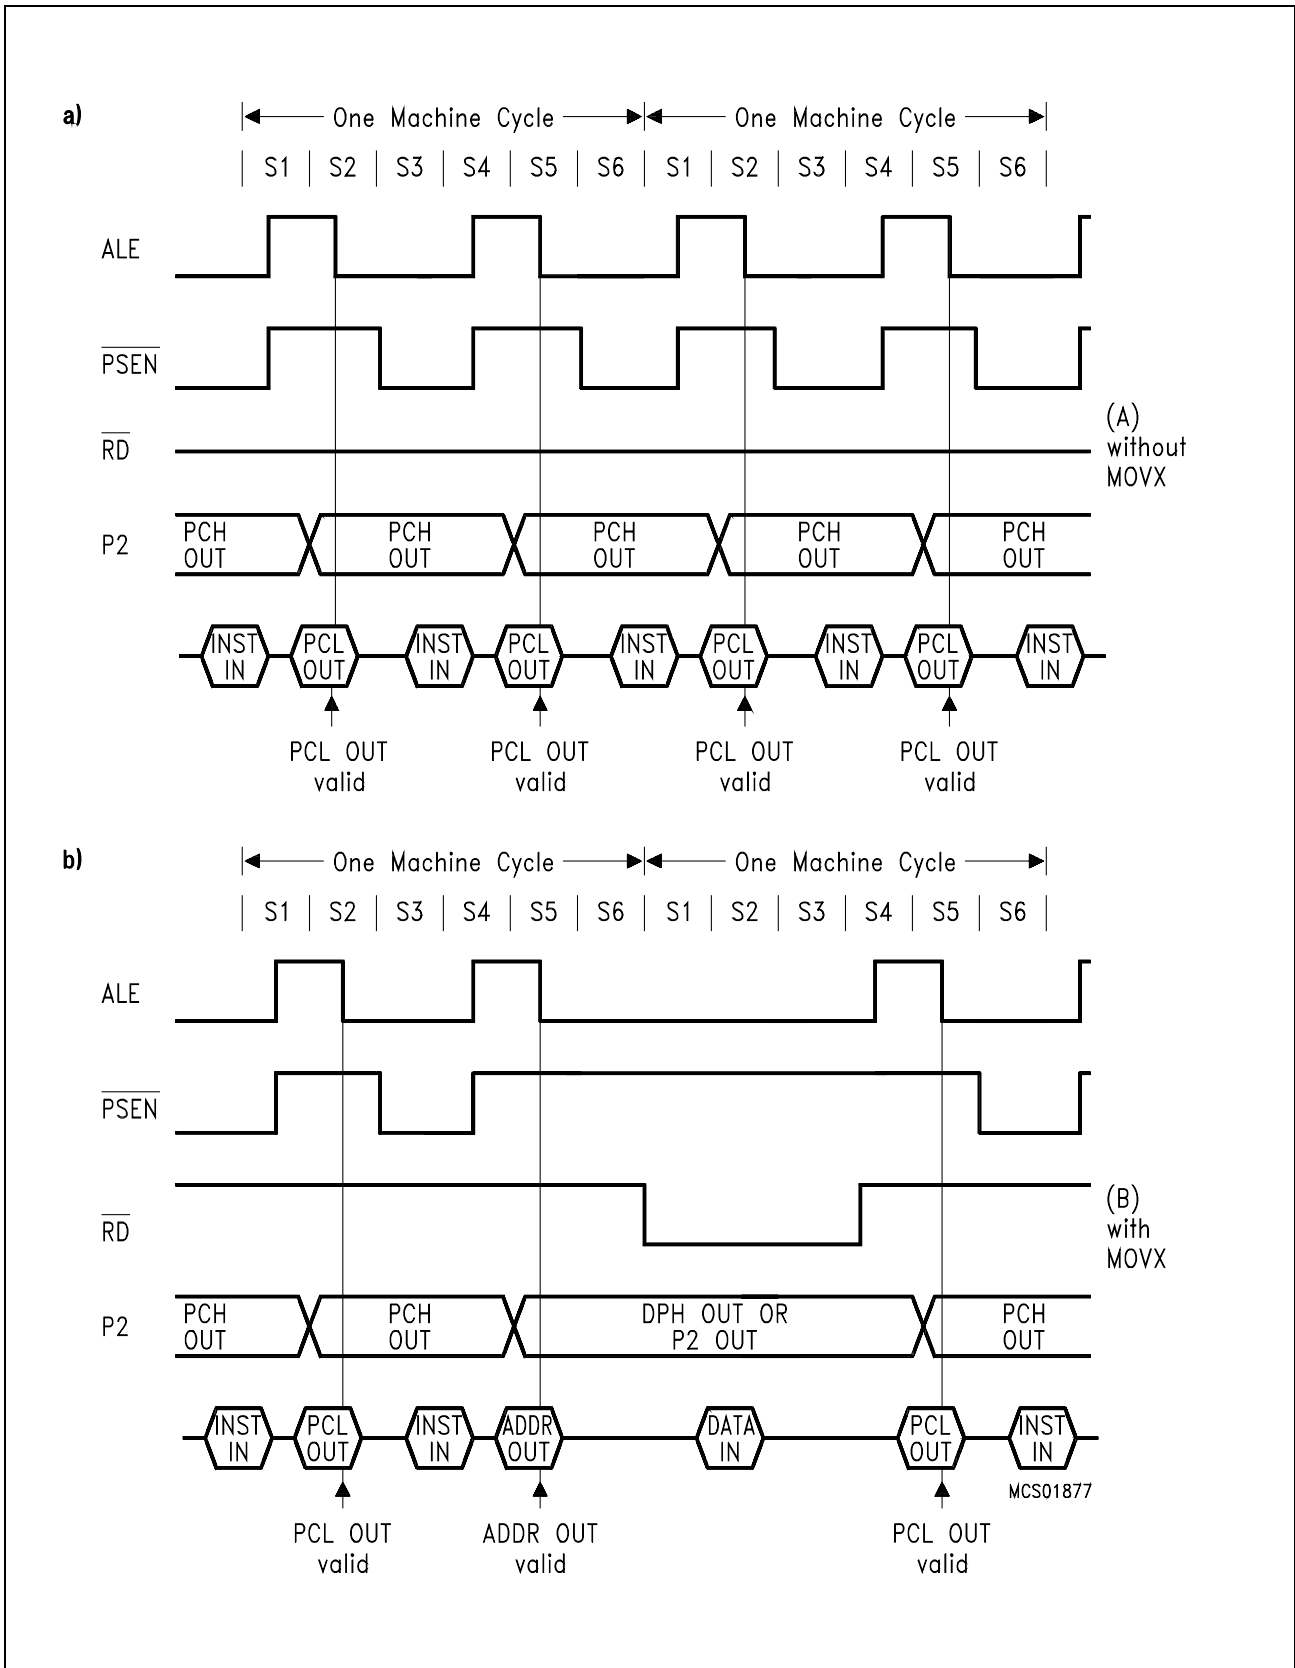 a)
One Machine Cycle One Machine Cycle
S1 S2 S3 S4 S5 S6 S1 S2 S3 S4 S5 S6
ALE
PSEN
RD
(A)
without
MOVX
P2
PCH OUT
PCH OUT
PCH OUT
PCH OUT
PCH OUT
INST IN
PCL OUT
INST IN
PCL OUT
INST IN
PCL OUT
INST IN
PCL OUT
INST IN
PCL OUT valid
PCL OUT valid
PCL OUT valid
PCL OUT valid
b)
One Machine Cycle One Machine Cycle
S1 S2 S3 S4 S5 S6 S1 S2 S3 S4 S5 S6
ALE
PSEN
RD
(B)
with
MOVX
P2
PCH OUT
PCH OUT
DPH OUT OR
P2 OUT
PCH OUT
INST IN
PCL OUT
INST IN
ADDR OUT
DATA IN
PCL OUT
INST IN
MCS01877
PCL OUT valid
ADDR OUT valid
PCL OUT valid